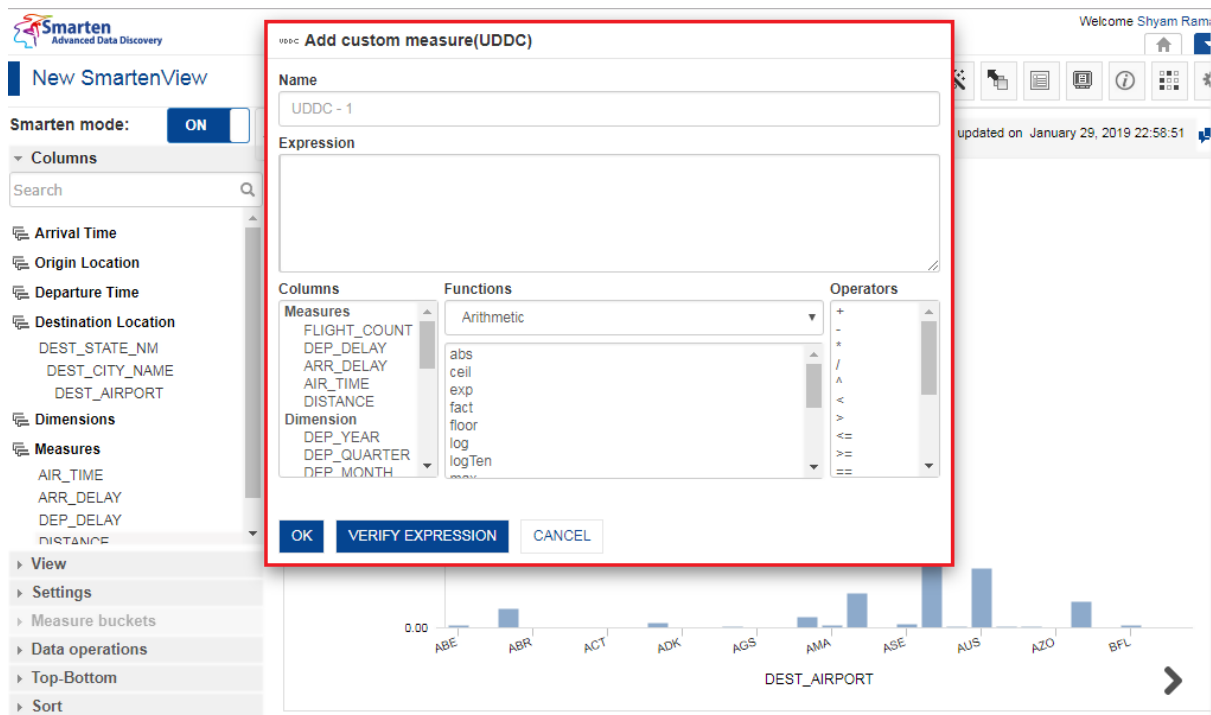 Smarten
Advanced Data Discovery
Welcome Shyam Rama
New SmartenView
Smarten mode: ON
updated on January 29, 2019 22:58:51
Columns
Search
Arrival Time
Origin Location
Departure Time
Destination Location
DEST_STATE_NM
DEST_CITY_NAME
DEST_AIRPORT
Dimensions
Measures
AIR_TIME
ARR_DELAY
DEP_DELAY
DISTANCE
View
Settings
Measure buckets
Data operations
Top-Bottom
Sort
UDDC Add custom measure(UDDC)
Name
UDDC - 1
Expression
Columns
Measures
FLIGHT_COUNT
DEP_DELAY
ARR_DELAY
AIR_TIME
DISTANCE
Dimension
DEP_YEAR
DEP_QUARTER
DEP_MONTH
Functions
Arithmetic
abs
ceil
exp
fact
floor
log
logTen
max
Operators
+
-
*
/
^
<
>
<=
>=
==
OK VERIFY EXPRESSION CANCEL
0.00
ABE ABR ACT ADK AGS AMA ASE AUS AZO BFL
DEST_AIRPORT